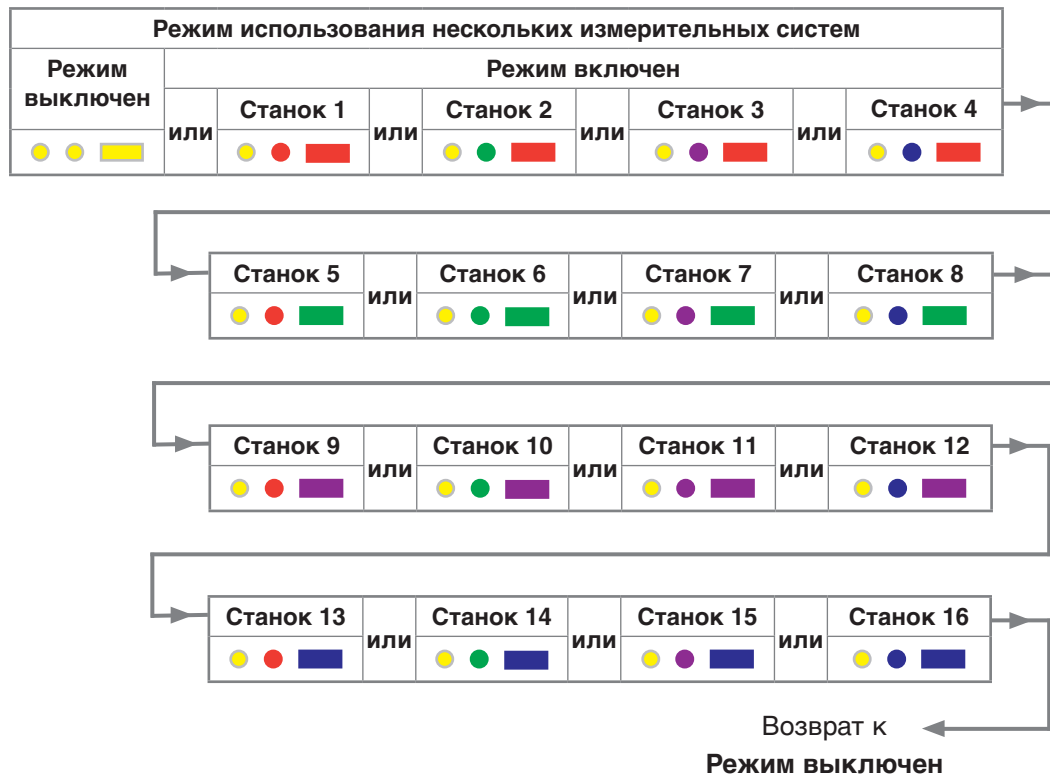 Режим использования нескольких измерительных систем
Режим
выключен
Режим включен
или
Станок 1
или
Станок 2
или
Станок 3
или
Станок 4
Станок 5
или
Станок 6
или
Станок 7
или
Станок 8
Станок 9
или
Станок 10
или
Станок 11
или
Станок 12
Станок 13
или
Станок 14
или
Станок 15
или
Станок 16
Возврат к
Режим выключен